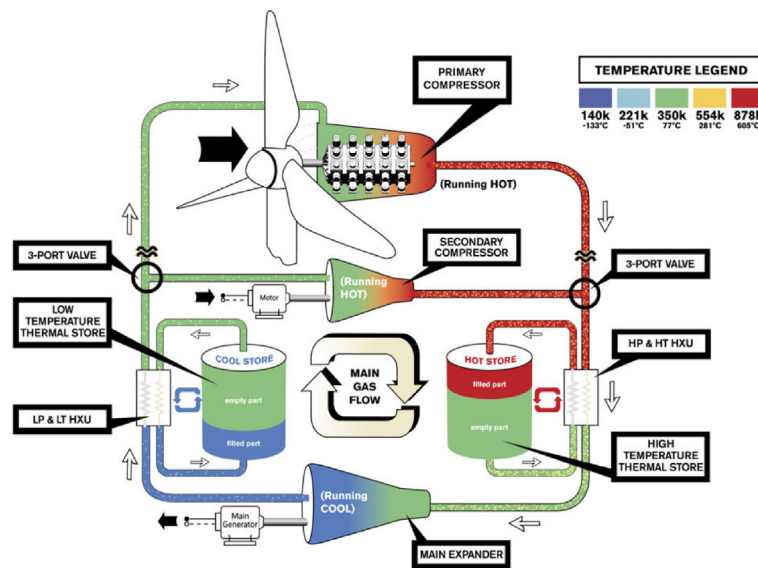 PRIMARY
COMPRESSOR
TEMPERATURE LEGEND
140k 221k 350k 554k 878k
-133°C -51°C 77°C 281°C 605°C
(Running HOT)
3-PORT VALVE
SECONDARY
COMPRESSOR
3-PORT VALVE
(Running
HOT)
Motor
LOW
TEMPERATURE
THERMAL STORE
COOL STORE
empty part
filled part
LP & LT HXU
MAIN
GAS
FLOW
HOT STORE
filled part
empty part
HP & HT HXU
HIGH
TEMPERATURE
THERMAL STORE
(Running
COOL)
Main
Generator
MAIN EXPANDER